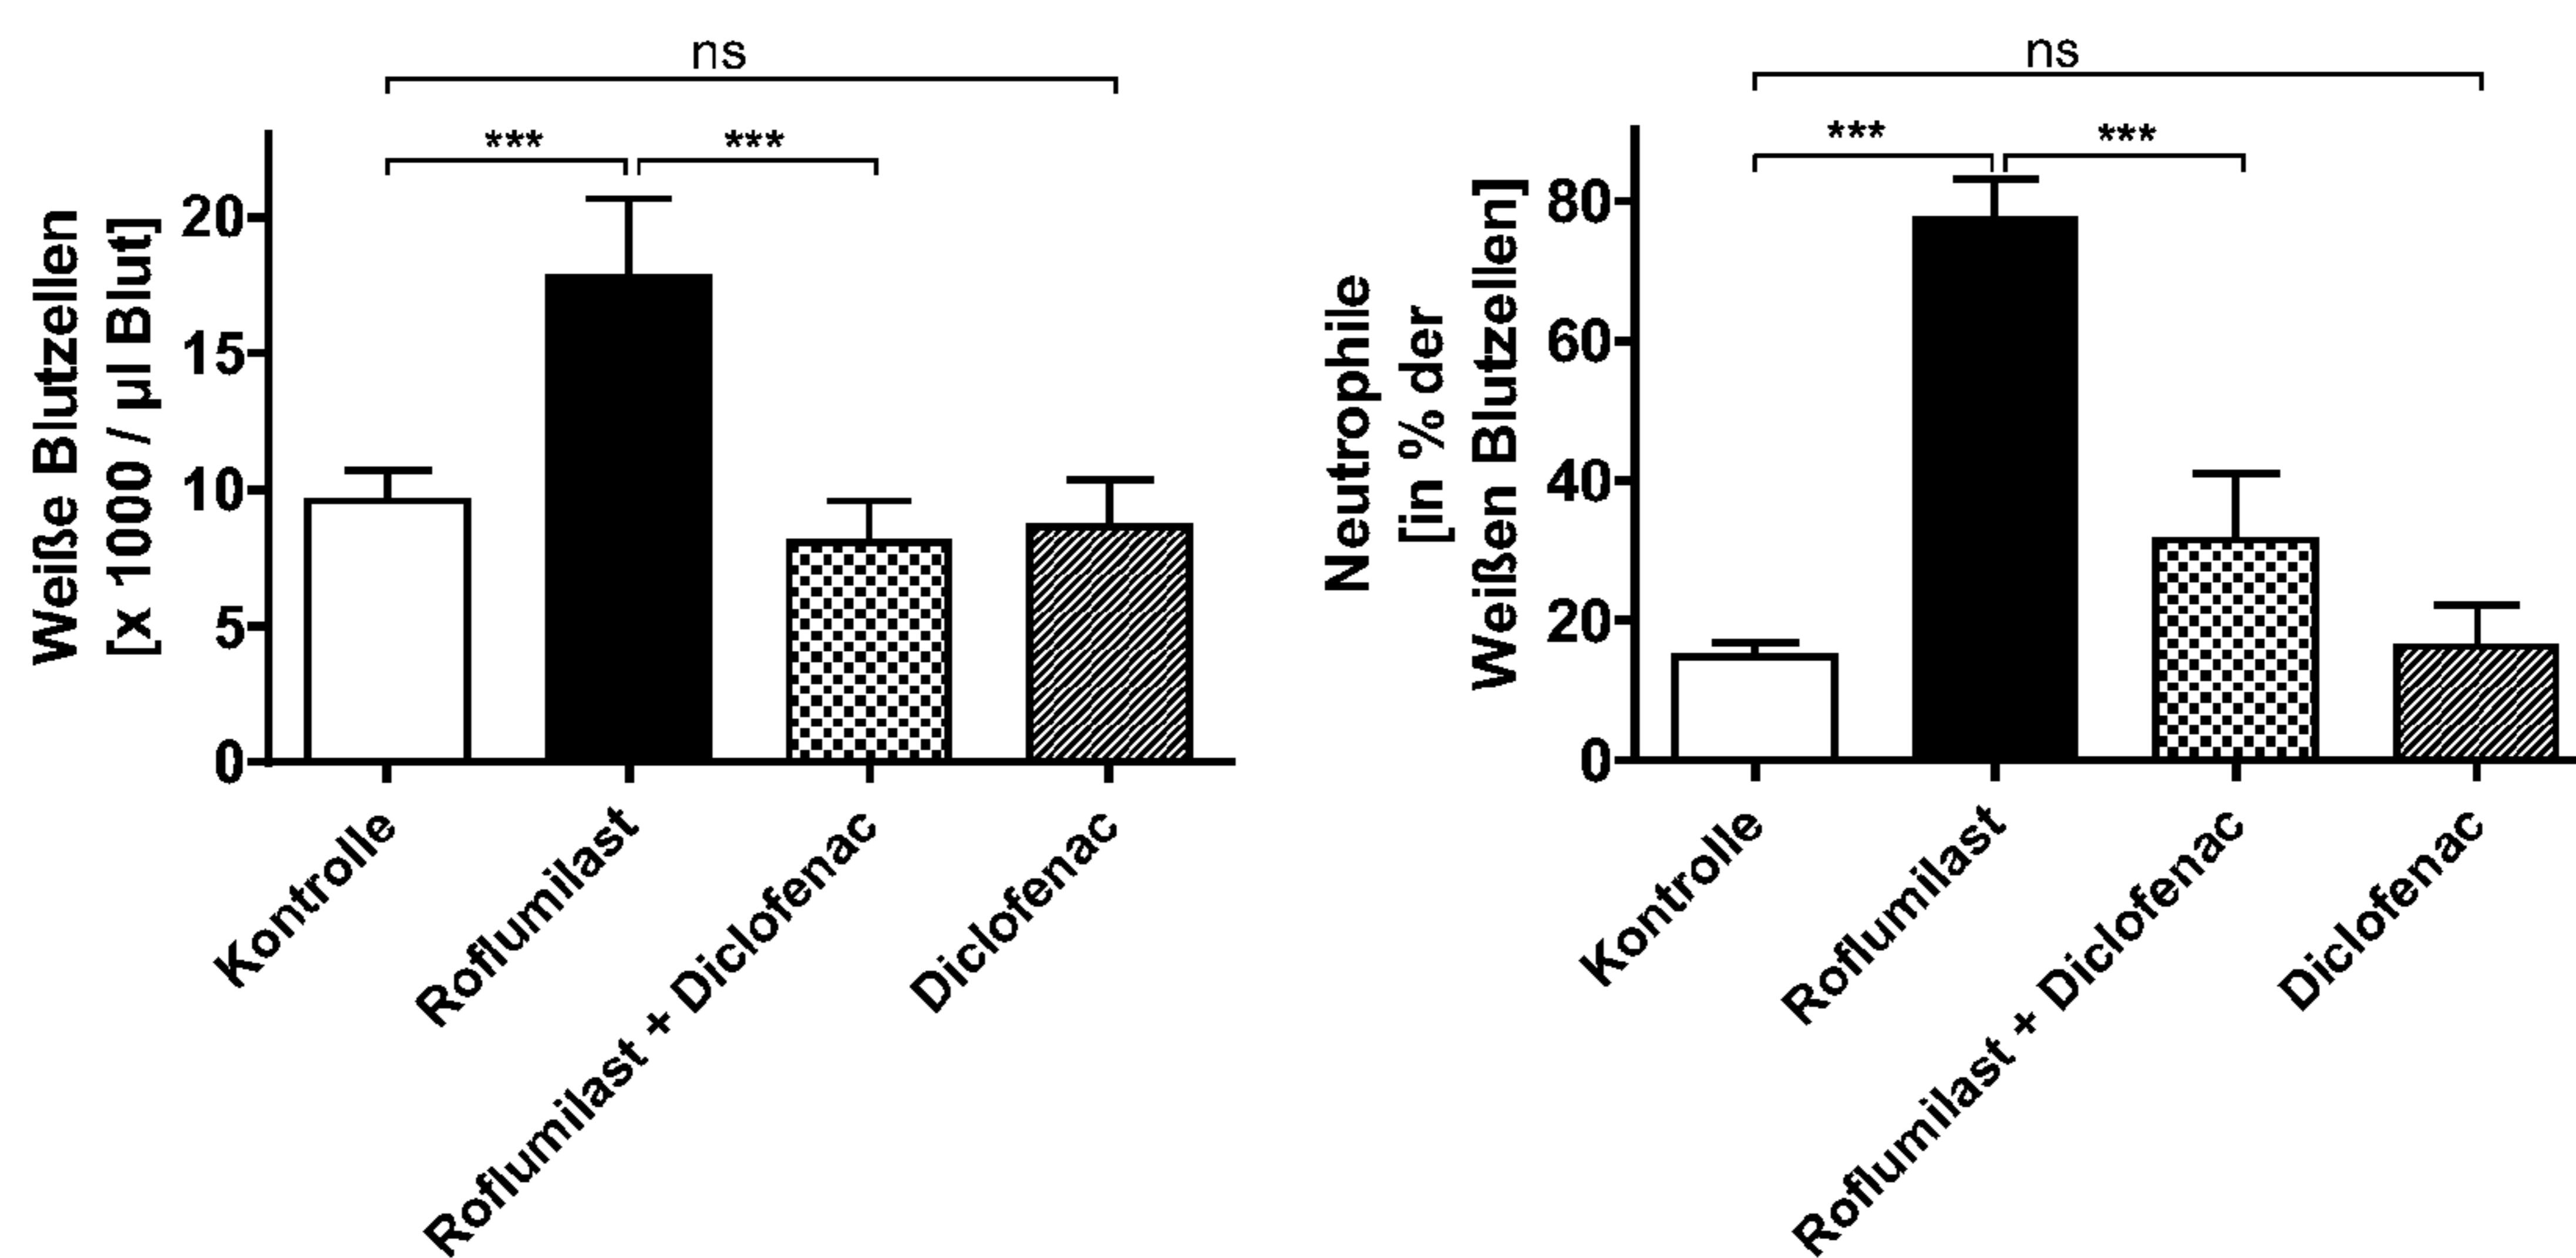 ns
*** ***
Weiße Blutzellen
[x 1000 / µl Blut]
20
15
10
5
0
Kontrolle
Roflumilast
Roflumilast + Diclofenac
Diclofenac
ns
*** ***
Neutrophile
[in % der
Weißen Blutzellen]
80
60
40
20
0
Kontrolle
Roflumilast
Roflumilast + Diclofenac
Diclofenac